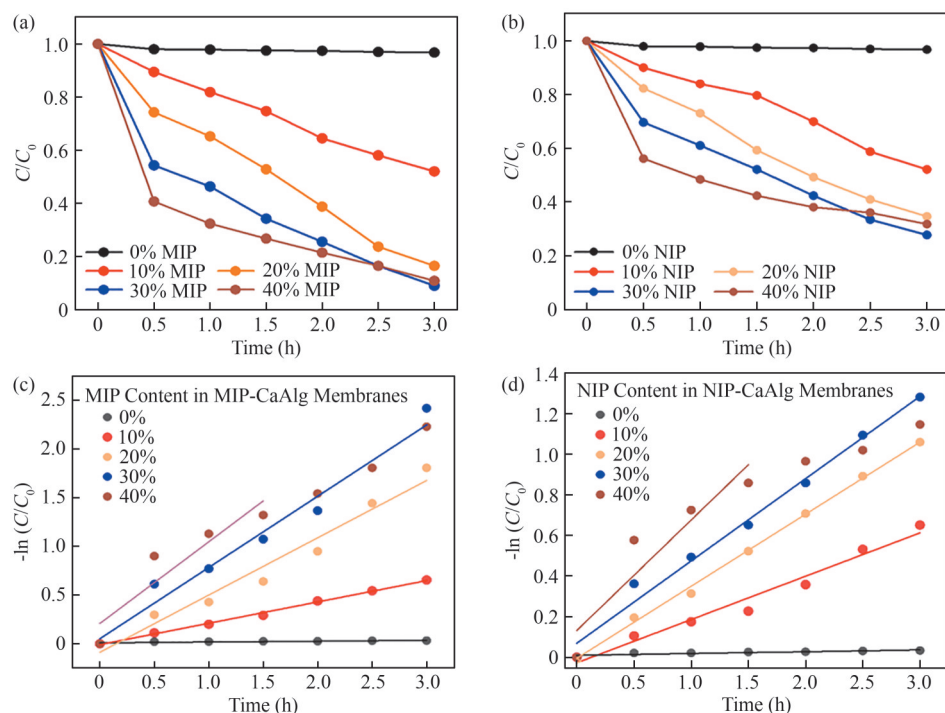 (a)
1.0
0.8
0.6
0.4
0.2
0
C/C0
0% MIP
10% MIP
20% MIP
30% MIP
40% MIP
0 0.5 1.0 1.5 2.0 2.5 3.0
Time (h)
(b)
1.0
0.8
0.6
0.4
0.2
0
C/C0
0% NIP
10% NIP
20% NIP
30% NIP
40% NIP
0 0.5 1.0 1.5 2.0 2.5 3.0
Time (h)
(c)
MIP Content in MIP-CaAlg Membranes
0%
10%
20%
30%
40%
2.5
2.0
1.5
1.0
0.5
0
-ln (C/C0)
0 0.5 1.0 1.5 2.0 2.5 3.0
Time (h)
(d)
NIP Content in NIP-CaAlg Membranes
0%
10%
20%
30%
40%
1.4
1.2
1.0
0.8
0.6
0.4
0.2
0
-ln (C/C0)
0 0.5 1.0 1.5 2.0 2.5 3.0
Time (h)